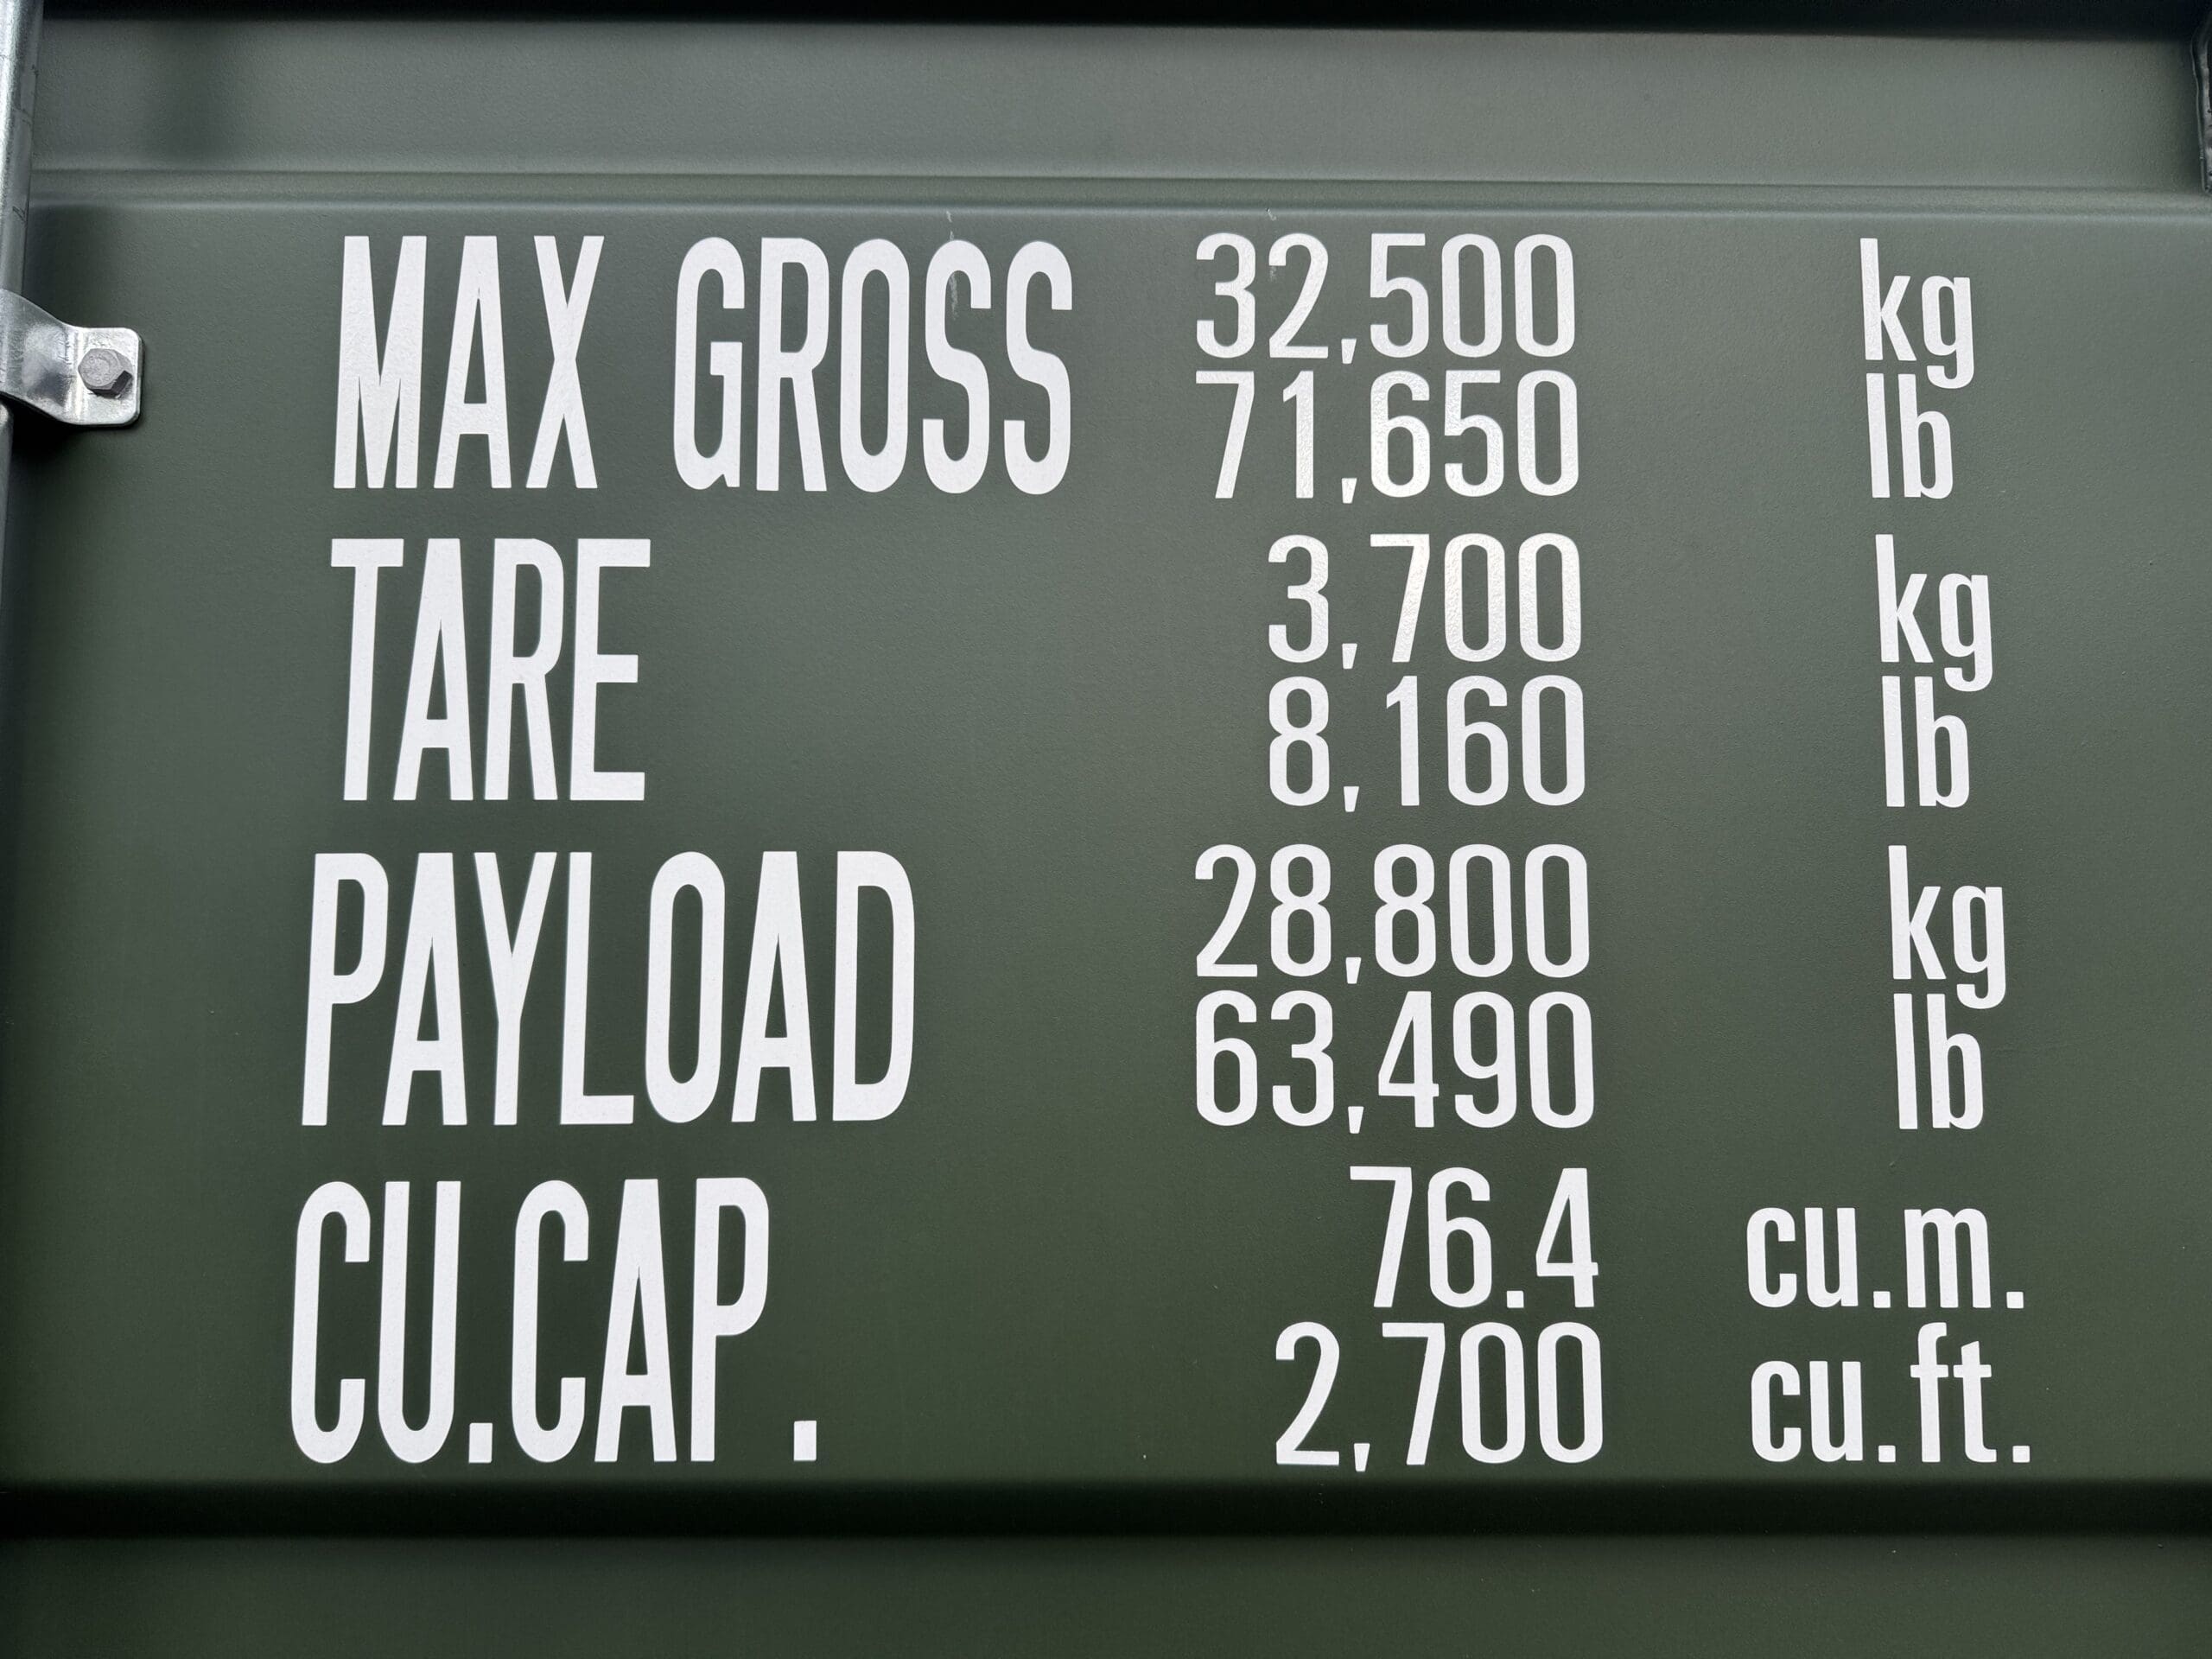 MAX GROSS 32,500 kg
71,650 lb
TARE 3,700 kg
8,160 lb
PAYLOAD 28,800 kg
63,490 lb
CU.CAP. 76.4 cu.m.
2,700 cu.ft.